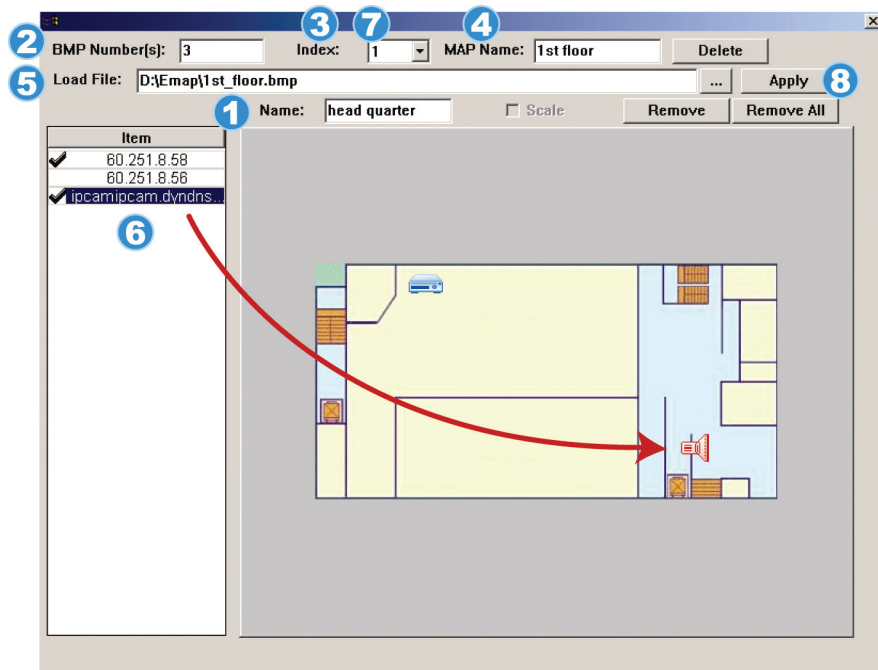 3 7 4
2 BMP Number(s): 3 Index: 1 MAP Name: 1st floor Delete
5 Load File: D:\Emap\1st_floor.bmp ... Apply 8
1 Name: head quarter Scale Remove Remove All
Item
60.251.8.58
60.251.8.56
ipcamipcam.dyndns...
6